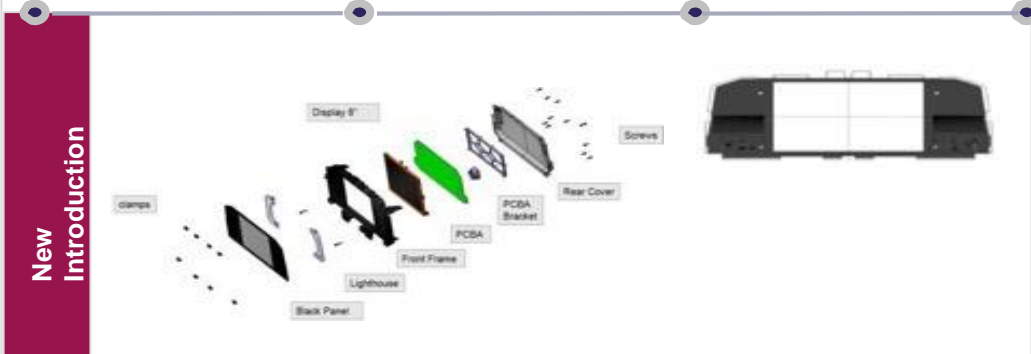 New
Introduction
Display 8"
Screws
clamps
Rear Cover
PCBA
Bracket
PCBA
Front Frame
Lighthouse
Black Panel